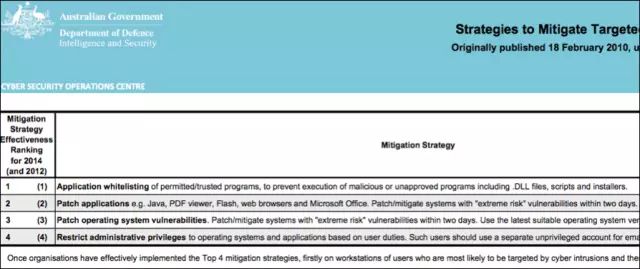 Australian Government
Department of Defence
Intelligence and Security
Strategies to Mitigate Targete
Originally published 18 February 2010, u
CYBER SECURITY OPERATIONS CENTRE
Mitigation
Strategy
Effectiveness
Ranking
for 2014
(and 2012)
Mitigation Strategy
1 (1) Application whitelisting of permitted/trusted programs, to prevent execution of malicious or unapproved programs including .DLL files, scripts and installers.
2 (2) Patch applications e.g. Java, PDF viewer, Flash, web browsers and Microsoft Office. Patch/mitigate systems with "extreme risk" vulnerabilities within two days.
3 (3) Patch operating system vulnerabilities. Patch/mitigate systems with "extreme risk" vulnerabilities within two days. Use the latest suitable operating system ver
4 (4) Restrict administrative privileges to operating systems and applications based on user duties. Such users should use a separate unprivileged account for ema
Once organisations have effectively implemented the Top 4 mitigation strategies, firstly on workstations of users who are most likely to be targeted by cyber intrusions and the